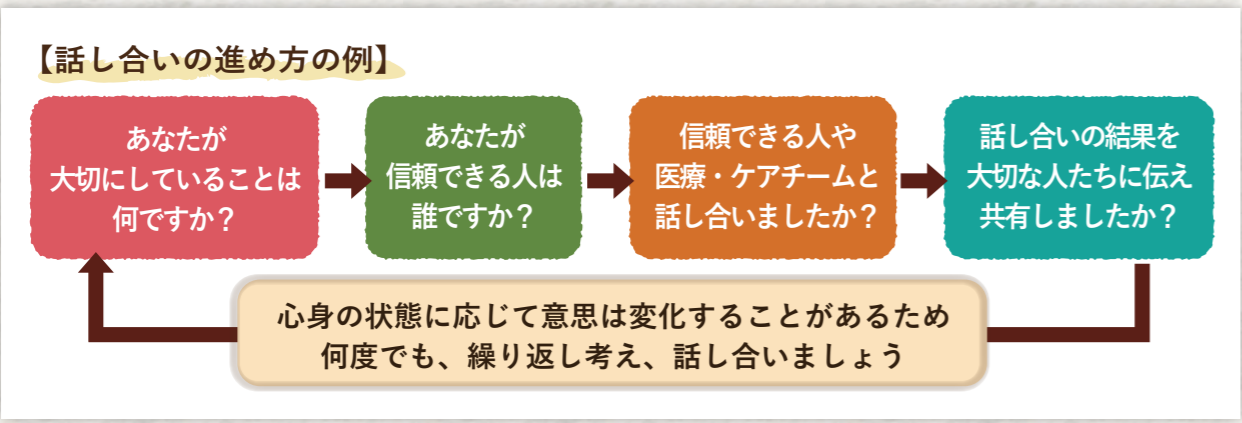 【話し合いの進め方の例】
あなたが
大切にしていることは
何ですか？
あなたが
信頼できる人は
誰ですか？
信頼できる人や
医療・ケアチームと
話し合いましたか？
話し合いの結果を
大切な人たちに伝え
共有しましたか？
心身の状態に応じて意思は変化することがあるため
何度でも、繰り返し考え、話し合いましょう